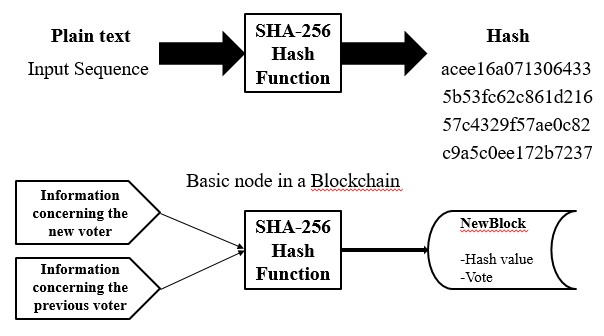 Plain text
Input Sequence
SHA-256
Hash
Function
Hash
acee16a071306433
5b53fc62c861d216
57c4329f57ae0c82
c9a5c0ee172b7237
Basic node in a Blockchain
Information
concerning the
new voter
Information
concerning the
previous voter
SHA-256
Hash
Function
NewBlock
-Hash value
-Vote